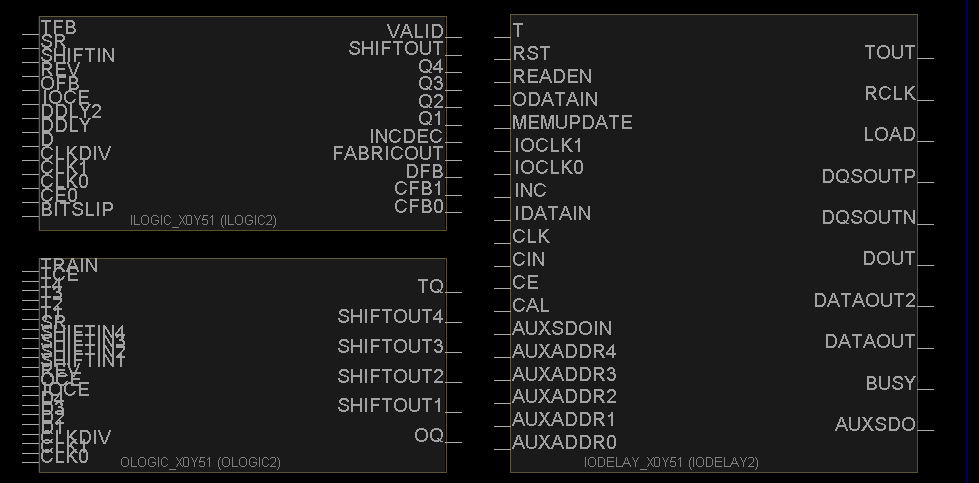 TFB
SR
SHIFTIN
REV
OFB
IOCE
DDLY2
DDLY
D
CLKDIV
CLK1
CLK0
CE0
BITSLIP
VALID
SHIFTOUT
Q4
Q3
Q2
Q1
INCDEC
FABRICOUT
DFB
CFB1
CFB0
ILOGIC_X0Y51 (ILOGIC2)
TRAIN
TCE
T4
T3
T2
T1
SR
SHIFTIN4
SHIFTIN3
SHIFTIN2
SHIFTIN1
REV
OCE
IOCE
D4
D3
D2
D1
CLKDIV
CLK1
CLK0
TQ
SHIFTOUT4
SHIFTOUT3
SHIFTOUT2
SHIFTOUT1
OQ
OLOGIC_X0Y51 (OLOGIC2)
T
RST
READEN
ODATAIN
MEMUPDATE
IOCLK1
IOCLK0
INC
IDATAIN
CLK
CIN
CE
CAL
AUXSDOIN
AUXADDR4
AUXADDR3
AUXADDR2
AUXADDR1
AUXADDR0
TOUT
RCLK
LOAD
DQSOUTP
DQSOUTN
DOUT
DATAOUT2
DATAOUT
BUSY
AUXSDO
IODELAY_X0Y51 (IODELAY2)